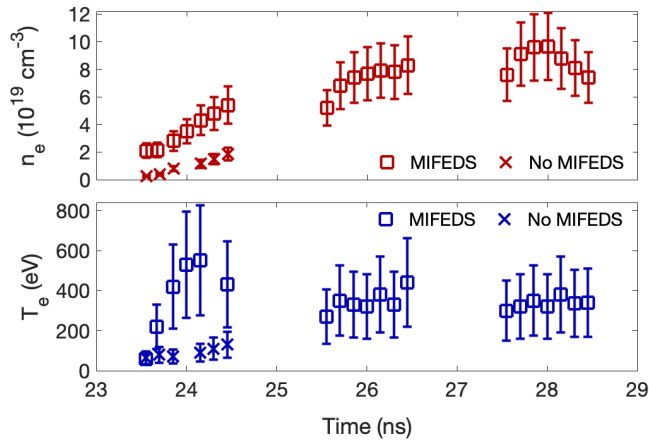 12
10
8
6
4
2
0
n_e (10^19 cm^-3)
MIFEDS No MIFEDS
800
600
400
200
0
T_e (eV)
MIFEDS No MIFEDS
23 24 25 26 27 28 29
Time (ns)